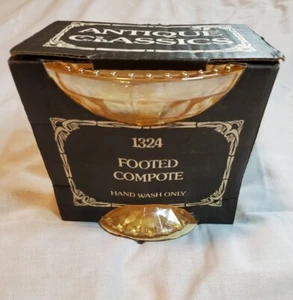 ANTIQUE
CLASSICS
1324
FOOTED
COMPOTE
HAND WASH ONLY